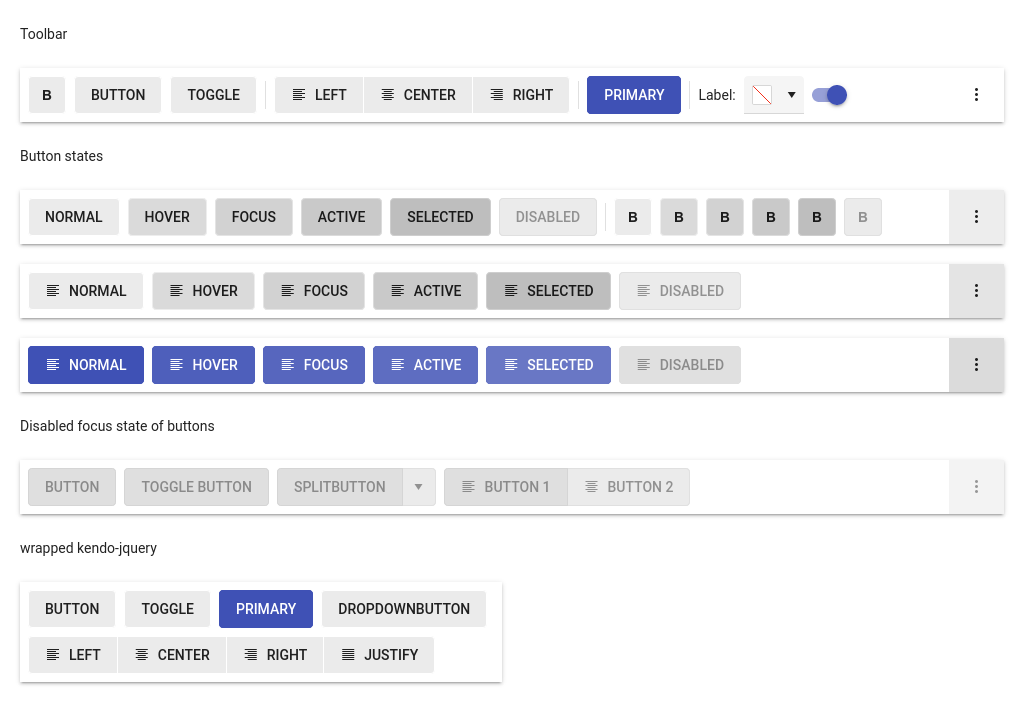 Toolbar
B BUTTON TOGGLE LEFT CENTER RIGHT PRIMARY Label:
Button states
NORMAL HOVER FOCUS ACTIVE SELECTED DISABLED B B B B B B
NORMAL HOVER FOCUS ACTIVE SELECTED DISABLED
NORMAL HOVER FOCUS ACTIVE SELECTED DISABLED
Disabled focus state of buttons
BUTTON TOGGLE BUTTON SPLITBUTTON BUTTON 1 BUTTON 2
wrapped kendo-jquery
BUTTON TOGGLE PRIMARY DROPDOWNBUTTON
LEFT CENTER RIGHT JUSTIFY